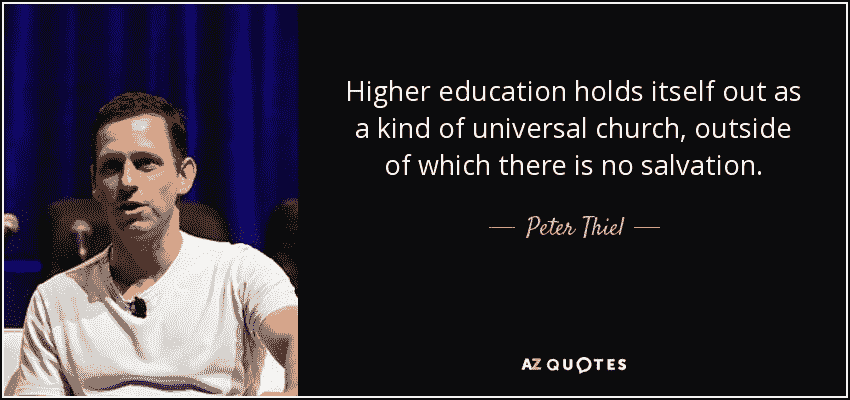 Higher education holds itself out as
a kind of universal church, outside
of which there is no salvation.
Peter Thiel
AZ QUOTES